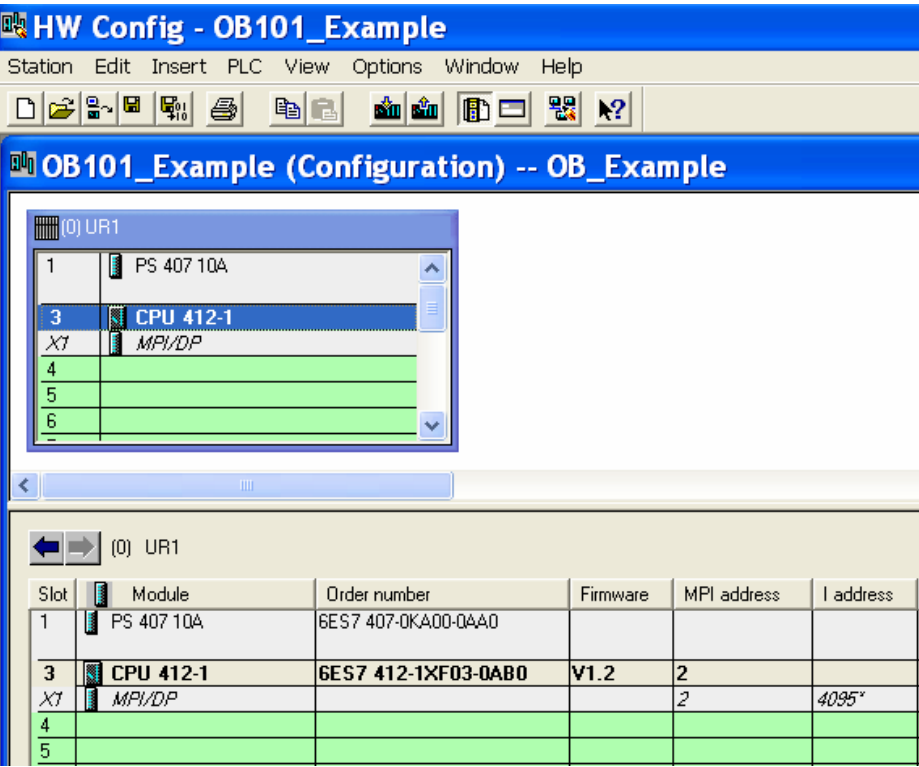 HW Config - OB101_Example
Station Edit Insert PLC View Options Window Help
OB101_Example (Configuration) -- OB_Example
(0) UR1
1 PS 407 10A
3 CPU 412-1
X1 MPI/DP
4
5
6
(0) UR1
Slot Module Order number Firmware MPI address I address
1 PS 407 10A 6ES7 407-0KA00-0AA0
3 CPU 412-1 6ES7 412-1XF03-0AB0 V1.2 2
X1 MPI/DP 2 4095*
4
5